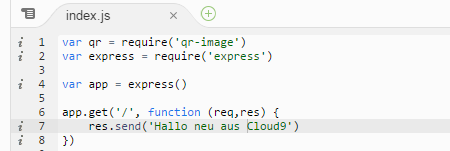 index.js
i 1 var qr = require('qr-image')
i 2 var express = require('express')
3
i 4 var app = express()
5
6 app.get('/', function (req,res) {
i 7     res.send('Hallo neu aus Cloud9')
i 8 })